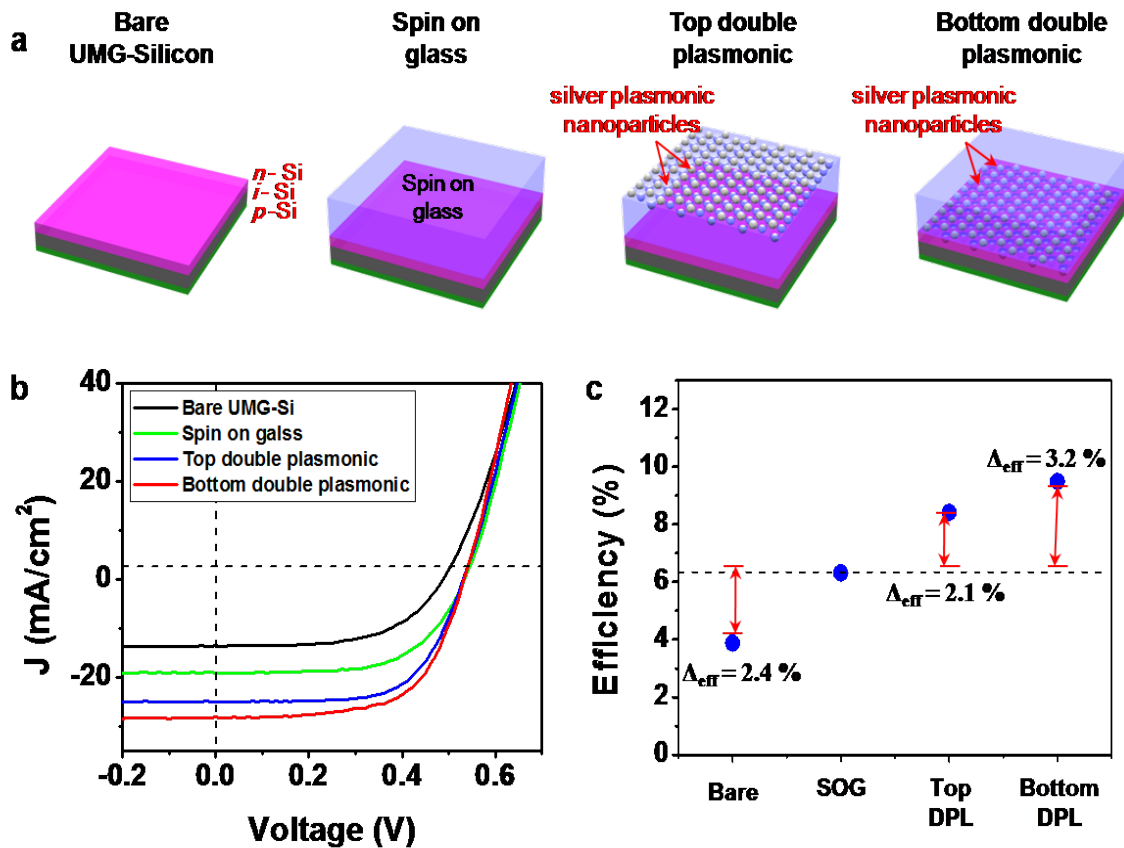 a
Bare
UMG-Silicon
Spin on
glass
Top double
plasmonic
Bottom double
plasmonic
n- Si
i- Si
p-Si
Spin on
glass
silver plasmonic
nanoparticles
silver plasmonic
nanoparticles
b
J (mA/cm²)
40
20
0
-20
Bare UMG-Si
Spin on galss
Top double plasmonic
Bottom double plasmonic
-0.2
0.0
0.2
0.4
0.6
Voltage (V)
c
Efficiency (%)
12
10
8
6
4
2
0
Δeff = 2.4 %
Δeff = 2.1 %
Δeff = 3.2 %
Bare
SOG
Top
DPL
Bottom
DPL